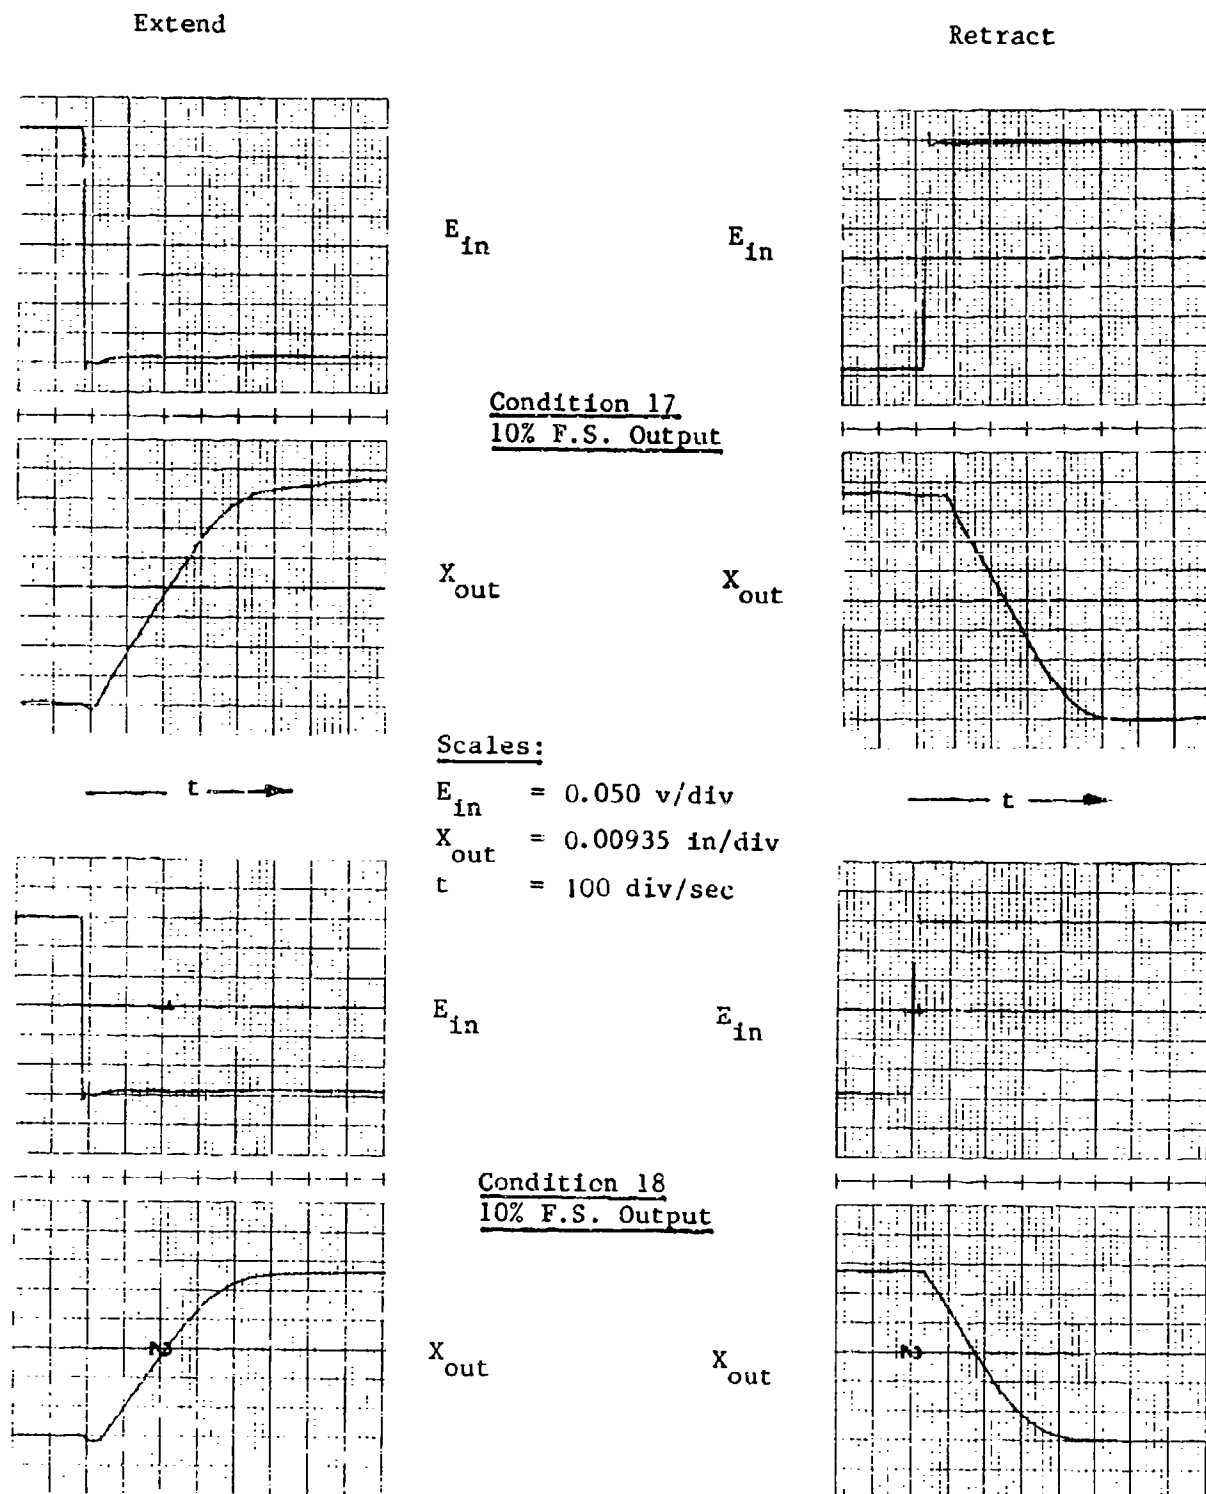 Extend
Retract
E_in
E_in
Condition 17
10% F.S. Output
X_out
X_out
Scales:
E_in = 0.050 v/div
X_out = 0.00935 in/div
t = 100 div/sec
t
t
E_in
E_in
Condition 18
10% F.S. Output
X_out
X_out